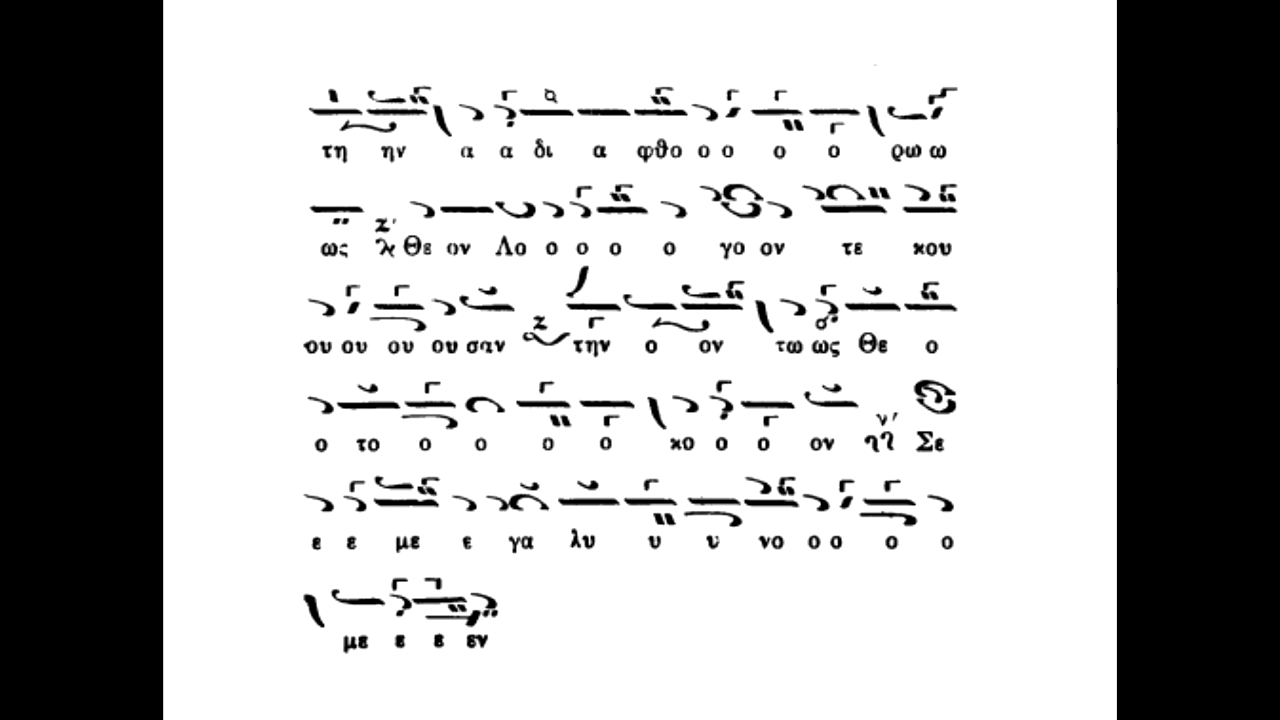 τη ην α α δι α φθο ο ο ο ο ρω ω
ως Θε ον Λο ο ο ο ο γο ον τε κου
ου ου ου ου σαν την ο ον τω ως Θε ο
ο το ο ο ο ο κο ο ο ον Σε
ε ε με ε γα λυ υ υ νο ο ο ο ο
με ε ε εν